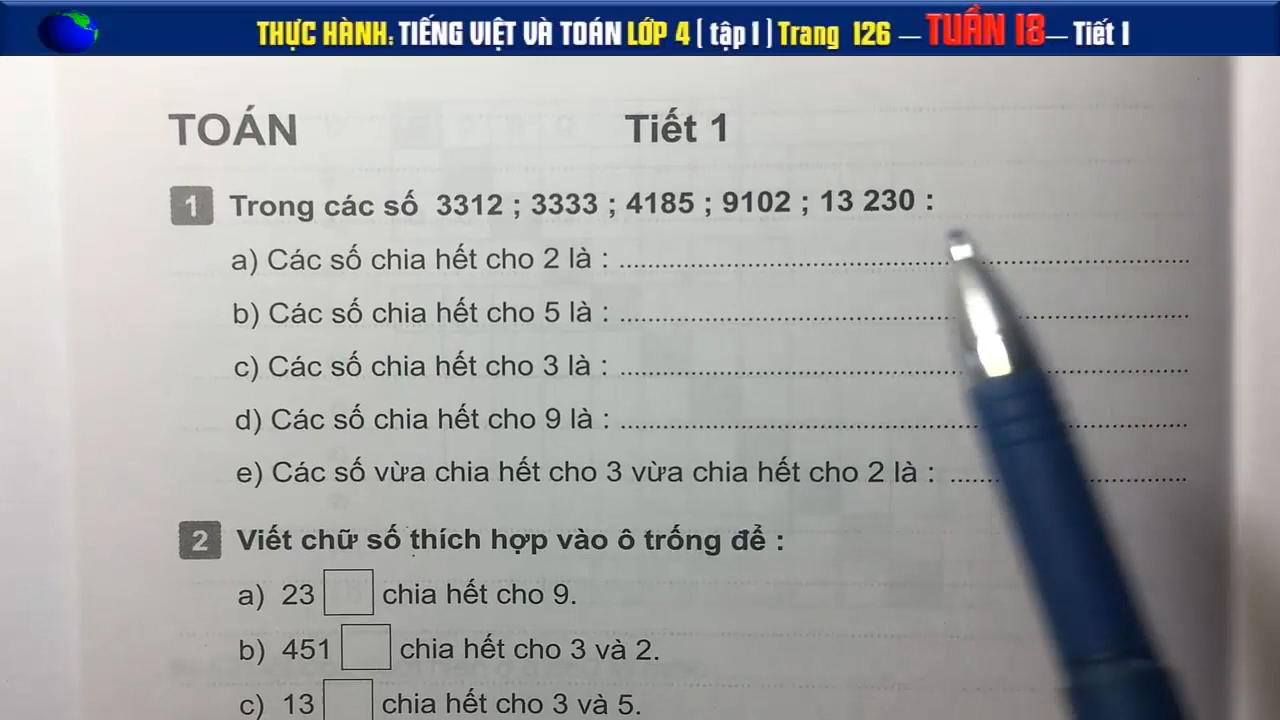 THỰC HÀNH: TIẾNG VIỆT VÀ TOÁN LỚP 4 ( tập 1 ) Trang 126 – TUẦN 18– Tiết 1
TOÁN Tiết 1
1 Trong các số 3312 ; 3333 ; 4185 ; 9102 ; 13 230 :
a) Các số chia hết cho 2 là : ....................
b) Các số chia hết cho 5 là : ....................
c) Các số chia hết cho 3 là : ....................
d) Các số chia hết cho 9 là : ....................
e) Các số vừa chia hết cho 3 vừa chia hết cho 2 là : ....................
2 Viết chữ số thích hợp vào ô trống để :
a) 23 □ chia hết cho 9.
b) 451 □ chia hết cho 3 và 2.
c) 13 □ chia hết cho 3 và 5.